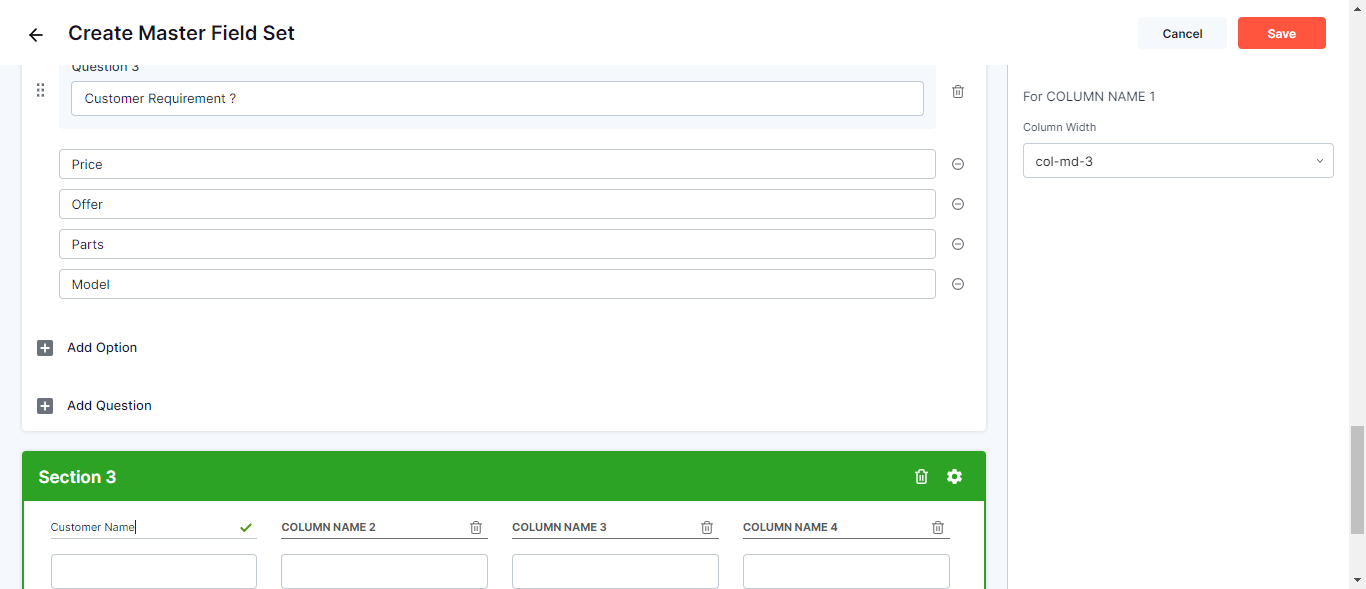 Create Master Field Set
Cancel
Save
Question 3
Customer Requirement ?
Price
Offer
Parts
Model
Add Option
Add Question
For COLUMN NAME 1
Column Width
col-md-3
Section 3
Customer Name
COLUMN NAME 2
COLUMN NAME 3
COLUMN NAME 4